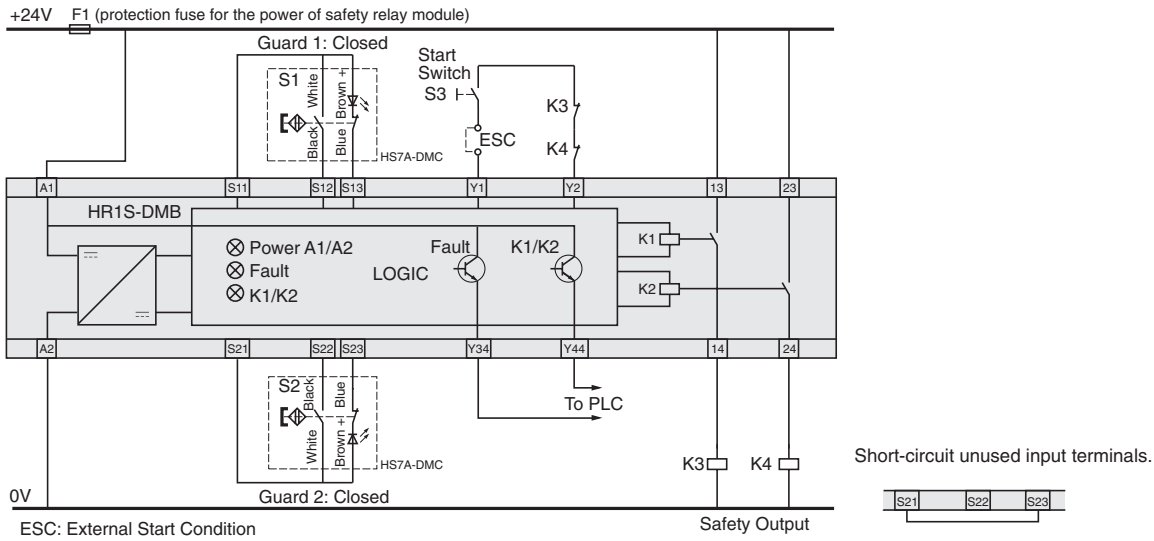 +24V F1 (protection fuse for the power of safety relay module)
Guard 1: Closed
S1
White
Brown +
Black
Blue
HS7A-DMC
Start
Switch
S3
ESC
K3
K4
A1 S11 S12 S13 Y1 Y2 13 23
HR1S-DMB
Power A1/A2
Fault
K1/K2
LOGIC
Fault
K1/K2
K1
K2
A2 S21 S22 S23 Y34 Y44 14 24
S2
Black
Blue
White
Brown +
HS7A-DMC
To PLC
K3 K4
Guard 2: Closed
0V
ESC: External Start Condition
Safety Output
Short-circuit unused input terminals.
S21 S22 S23